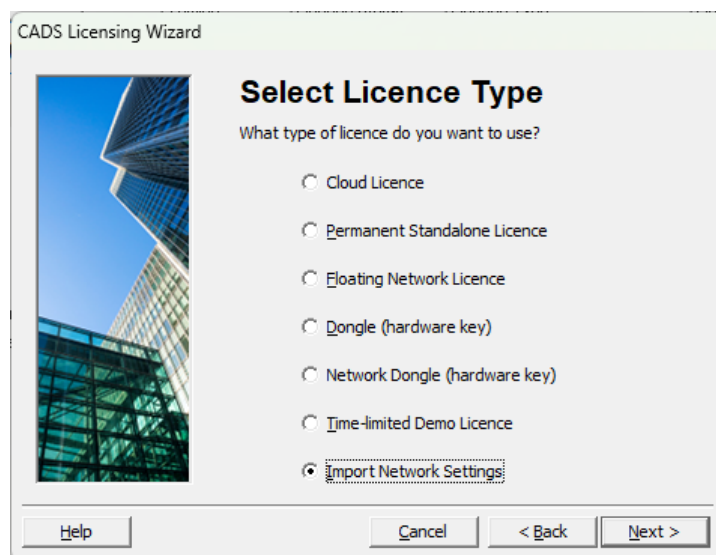 CADS Licensing Wizard
Select Licence Type
What type of licence do you want to use?
Cloud Licence
Permanent Standalone Licence
Floating Network Licence
Dongle (hardware key)
Network Dongle (hardware key)
Time-limited Demo Licence
Import Network Settings
Help
Cancel
< Back
Next >